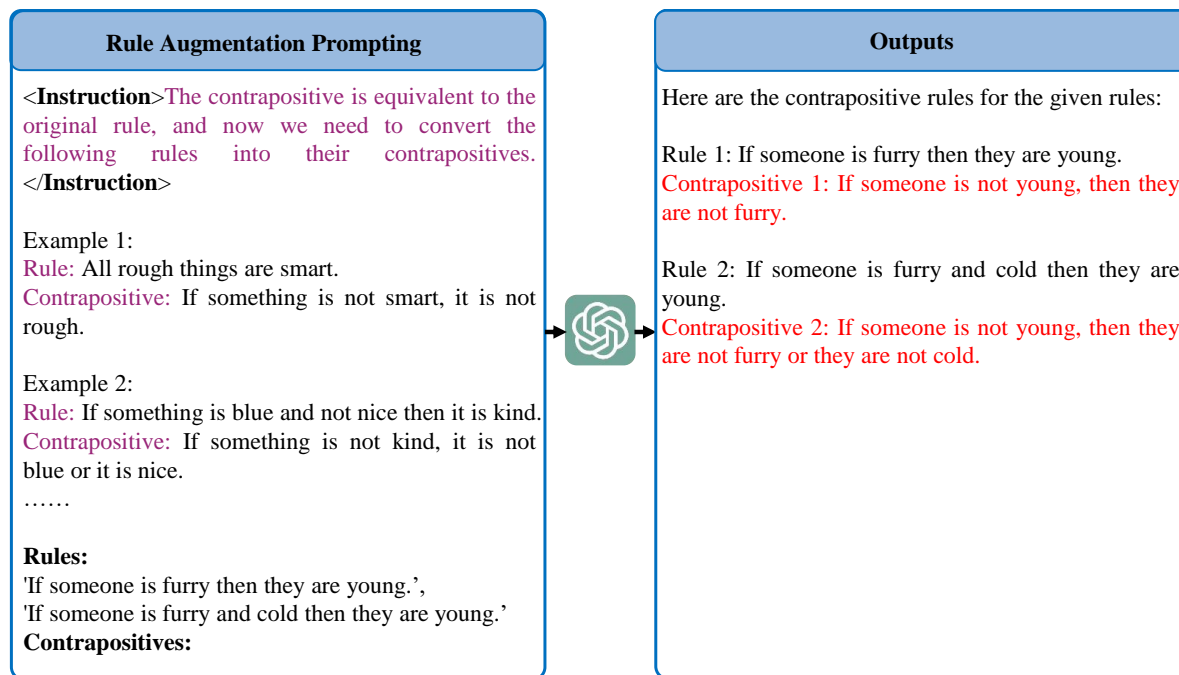 Rule Augmentation Prompting
<Instruction>The contrapositive is equivalent to the
original rule, and now we need to convert the
following rules into their contrapositives.
</Instruction>
Example 1:
Rule: All rough things are smart.
Contrapositive: If something is not smart, it is not
rough.
Example 2:
Rule: If something is blue and not nice then it is kind.
Contrapositive: If something is not kind, it is not
blue or it is nice.
……
Rules:
'If someone is furry then they are young.’,
'If someone is furry and cold then they are young.’
Contrapositives:
Outputs
Here are the contrapositive rules for the given rules:
Rule 1: If someone is furry then they are young.
Contrapositive 1: If someone is not young, then they
are not furry.
Rule 2: If someone is furry and cold then they are
young.
Contrapositive 2: If someone is not young, then they
are not furry or they are not cold.